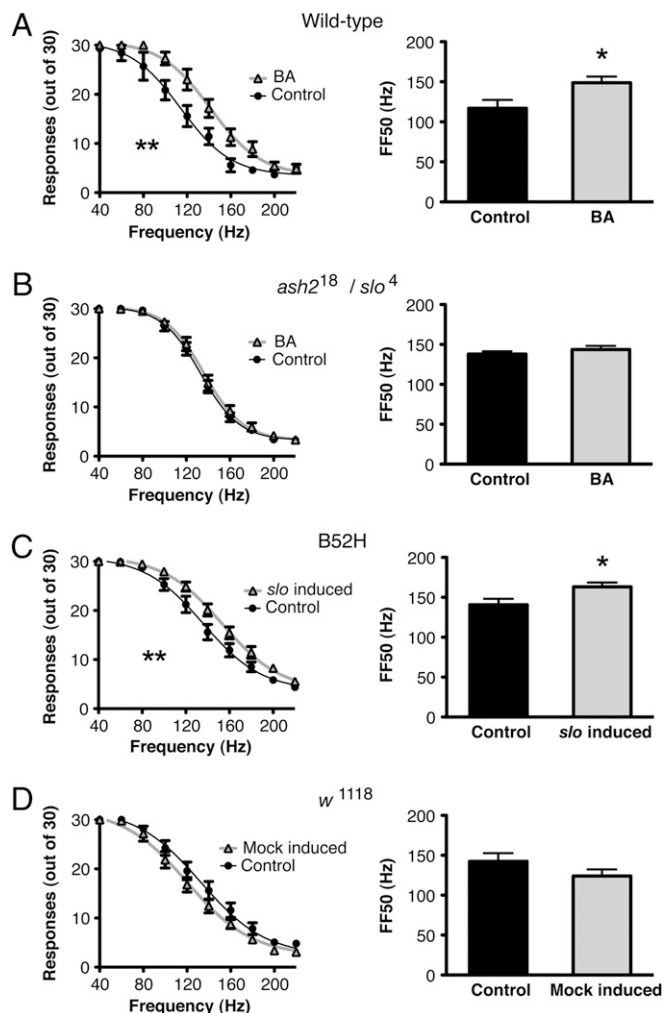 A
Wild-type
Responses (out of 30)
30
20
10
0
BA
Control
**
40 80 120 160 200
Frequency (Hz)
FF50 (Hz)
200
150
100
50
0
*
Control BA
B
ash2 18 / slo 4
Responses (out of 30)
30
20
10
0
BA
Control
40 80 120 160 200
Frequency (Hz)
FF50 (Hz)
200
150
100
50
0
Control BA
C
B52H
Responses (out of 30)
30
20
10
0
slo induced
Control
**
40 80 120 160 200
Frequency (Hz)
FF50 (Hz)
200
150
100
50
0
*
Control slo induced
D
w 1118
Responses (out of 30)
30
20
10
0
Mock induced
Control
40 80 120 160 200
Frequency (Hz)
FF50 (Hz)
200
150
100
50
0
Control Mock induced